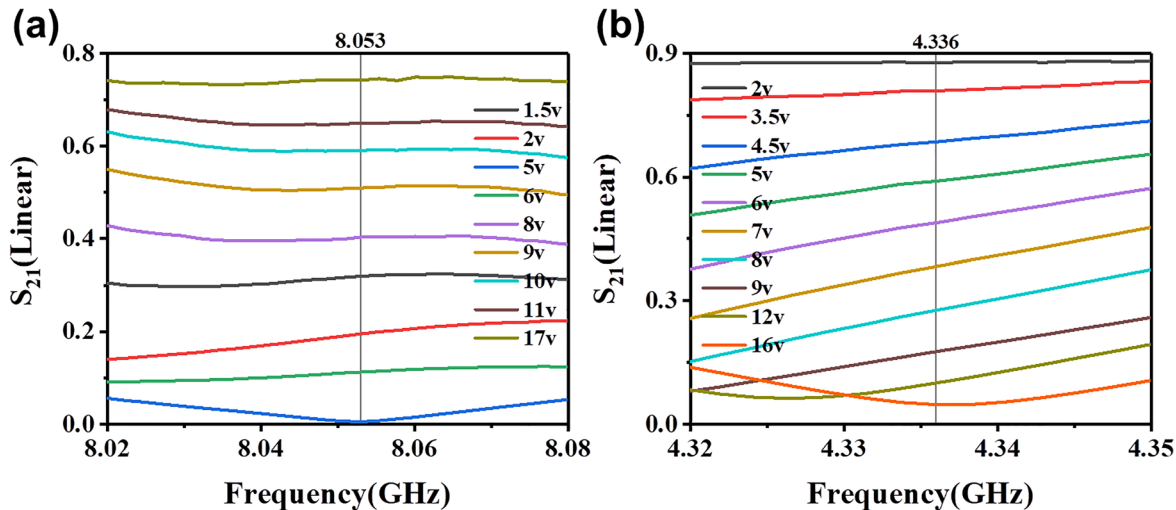 (a)
8.053
0.8
0.6
0.4
0.2
0.0
S21(Linear)
1.5v
2v
5v
6v
8v
9v
10v
11v
17v
8.02
8.04
8.06
8.08
Frequency(GHz)
(b)
4.336
0.9
0.6
0.3
0.0
S21(Linear)
2v
3.5v
4.5v
5v
6v
7v
8v
9v
12v
16v
4.32
4.33
4.34
4.35
Frequency(GHz)